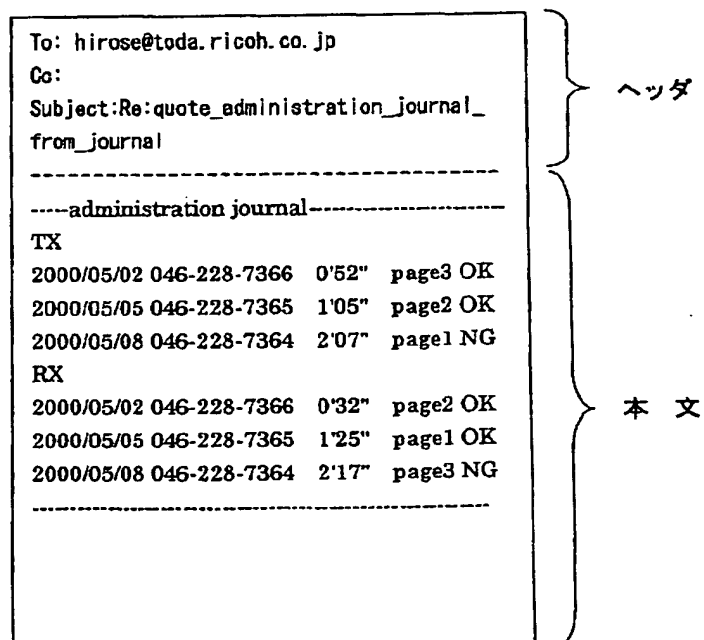 To: hirose@toda.ricoh.co.jp
Cc:
Subject:Re:quote_administration_journal_
from_journal
ヘッダ
-----administration journal-----------------------
TX
2000/05/02 046-228-7366 0'52" page3 OK
2000/05/05 046-228-7365 1'05" page2 OK
2000/05/08 046-228-7364 2'07" page1 NG
RX
2000/05/02 046-228-7366 0'32" page2 OK
2000/05/05 046-228-7365 1'25" page1 OK
2000/05/08 046-228-7364 2'17" page3 NG
本文